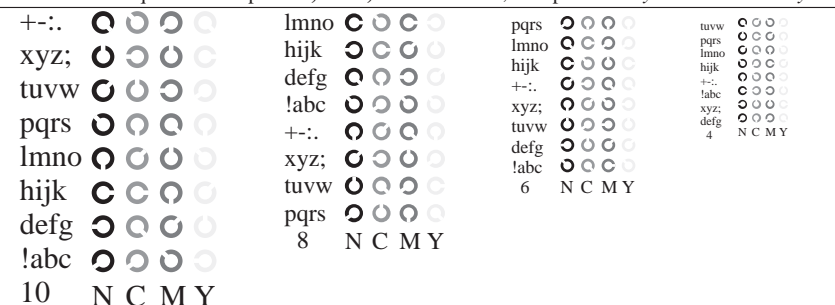 +-:.
xyz;
tuvw
pqrs
lmno
hijk
defg
!abc
10 N C M Y
lmno
hijk
defg
!abc
+-:.
xyz;
tuvw
pqrs
8 N C M Y
pqrs
lmno
hijk
+-:.
xyz;
tuvw
defg
!abc
6 N C M Y
tuvw
pqrs
lmno
hijk
+-:.
!abc
xyz;
defg
4 N C M Y